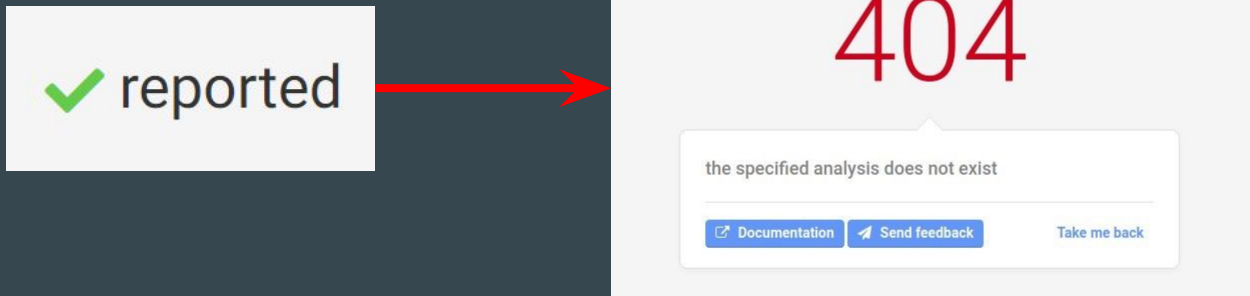 reported
404
the specified analysis does not exist
Documentation
Send feedback
Take me back